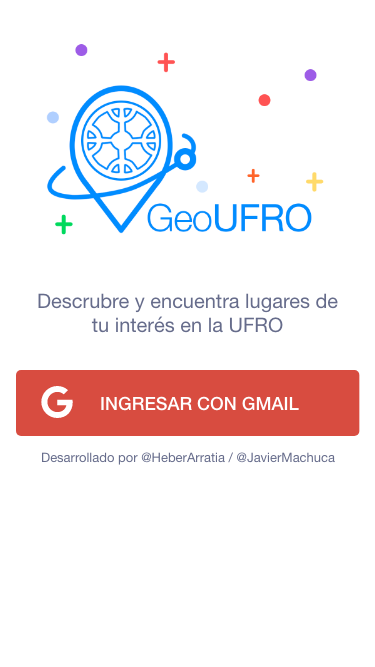 GeoUFRO
Descrubre y encuentra lugares de
tu interés en la UFRO
G INGRESAR CON GMAIL
Desarrollado por @HeberArratia / @JavierMachuca